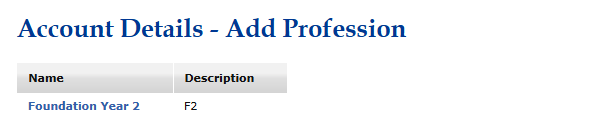 Account Details - Add Profession
Name Description
Foundation Year 2 F2